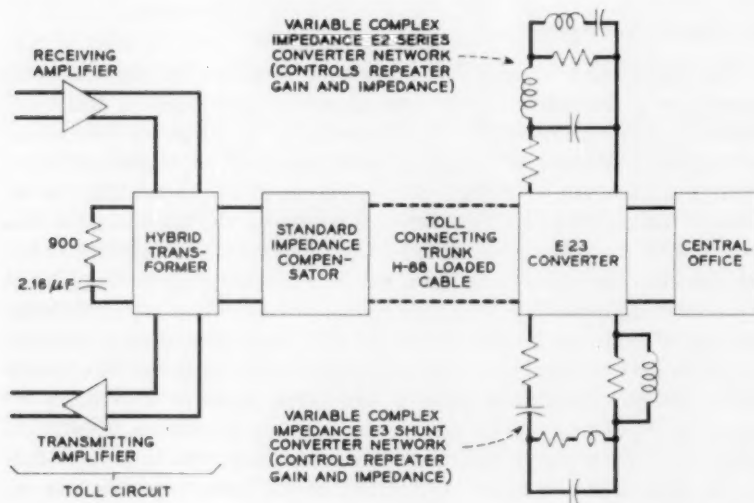 VARIABLE COMPLEX
IMPEDANCE E2 SERIES
CONVERTER NETWORK
(CONTROLS REPEATER
GAIN AND IMPEDANCE)
RECEIVING
AMPLIFIER
900
2.16 μF
HYBRID
TRANS-
FORMER
STANDARD
IMPEDANCE
COMPEN-
SATOR
TOLL
CONNECTING
TRUNK
H-88 LOADED
CABLE
E 23
CONVERTER
CENTRAL
OFFICE
TRANSMITTING
AMPLIFIER
TOLL CIRCUIT
VARIABLE COMPLEX
IMPEDANCE E3 SHUNT
CONVERTER NETWORK
(CONTROLS REPEATER
GAIN AND IMPEDANCE)